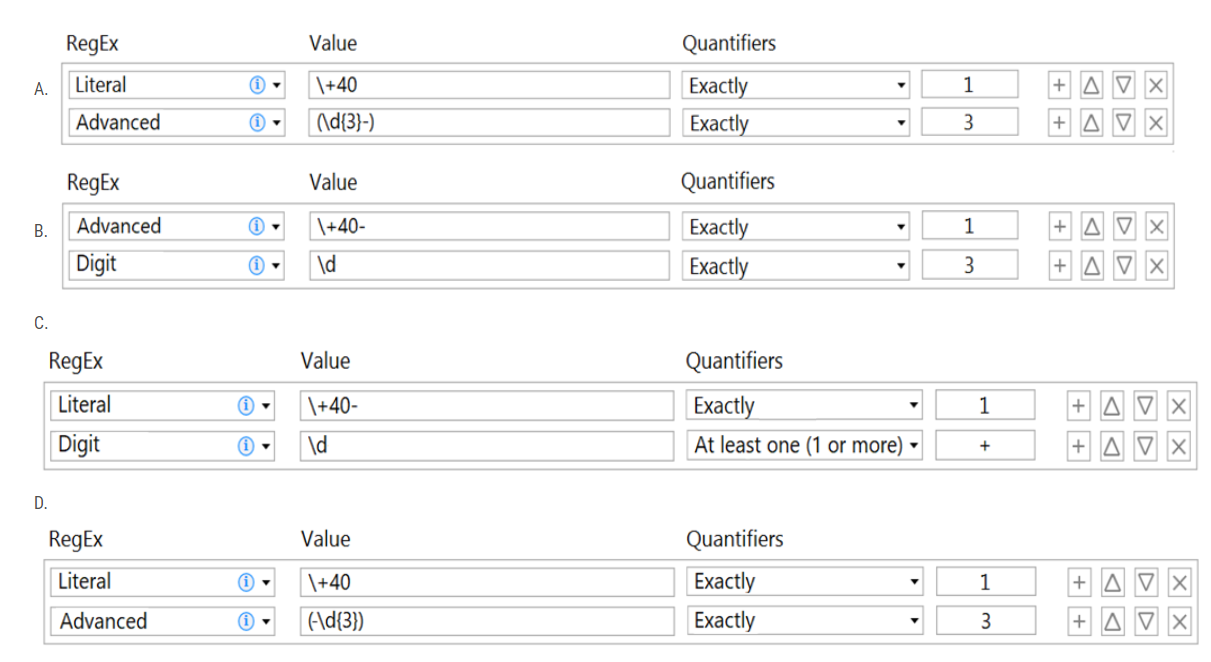 RegEx Value Quantifiers
A. Literal \+40 Exactly 1
Advanced (\d{3}-) Exactly 3
RegEx Value Quantifiers
B. Advanced \+40- Exactly 1
Digit \d Exactly 3
C.
RegEx Value Quantifiers
Literal \+40- Exactly 1
Digit \d At least one (1 or more) +
D.
RegEx Value Quantifiers
Literal \+40 Exactly 1
Advanced (-\d{3}) Exactly 3